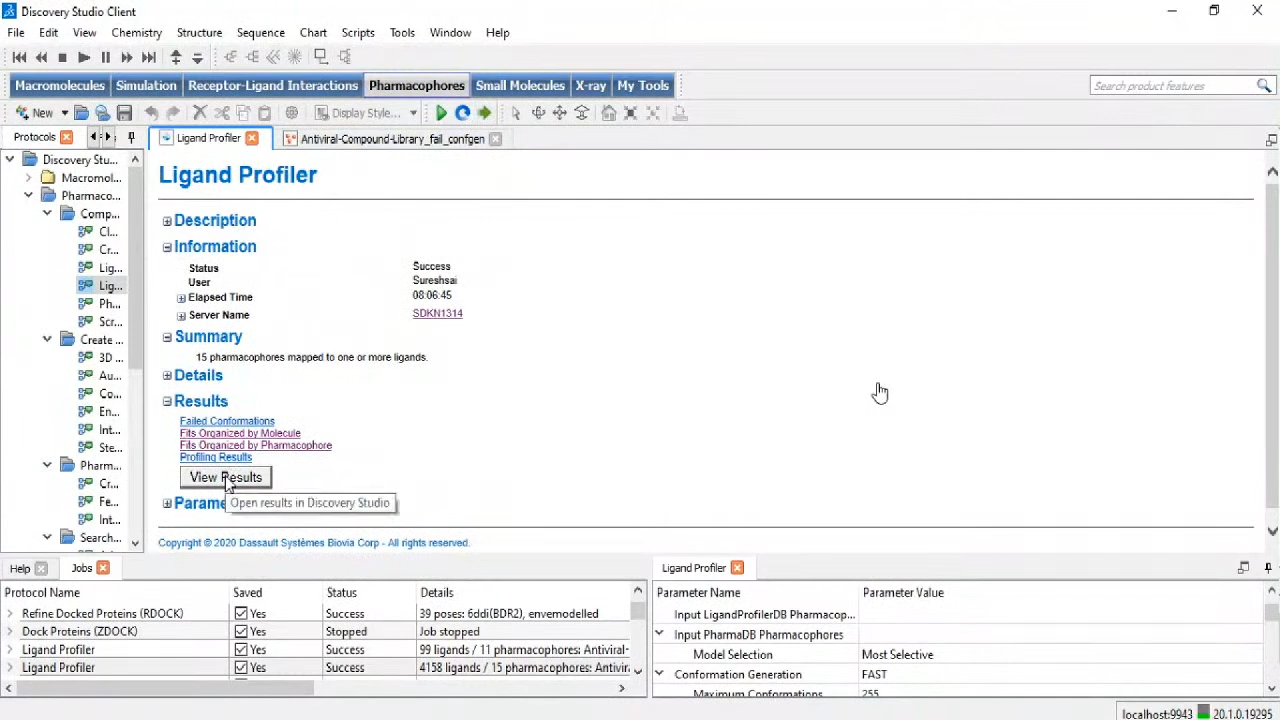 Discovery Studio Client
File Edit View Chemistry Structure Sequence Chart Scripts Tools Window Help
Macromolecules Simulation Receptor-Ligand Interactions Pharmacophores Small Molecules X-ray My Tools Search product features
New Display Style...
Protocols Ligand Profiler Antiviral-Compound-Library_fail_confgen
Discovery Stu...
Macromol...
Pharmaco...
Comp...
Cl...
Cr...
Lig...
Lig...
Ph...
Scr...
Create ...
3D ...
Au...
Co...
En...
Int...
Ste...
Pharm...
Cr...
Fe...
Int...
Search...
Ligand Profiler
Description
Information
Status Success
User Sureshsai
Elapsed Time 08:06:45
Server Name SDKN1314
Summary
15 pharmacophores mapped to one or more ligands.
Details
Results
Failed Conformations
Fits Organized by Molecule
Fits Organized by Pharmacophore
Profiling Results
View Results
Parame
Open results in Discovery Studio
Copyright © 2020 Dassault Systèmes Biovia Corp - All rights reserved.
Help Jobs
Protocol Name Saved Status Details
Refine Docked Proteins (RDOCK) Yes Success 39 poses: 6ddi(BDR2), envemodelled
Dock Proteins (ZDOCK) Yes Stopped Job stopped
Ligand Profiler Yes Success 99 ligands / 11 pharmacophores: Antiviral-
Ligand Profiler Yes Success 4158 ligands / 15 pharmacophores: Antivira
Ligand Profiler
Parameter Name Parameter Value
Input LigandProfilerDB Pharmacop...
Input PharmaDB Pharmacophores
Model Selection Most Selective
Conformation Generation FAST
Maximum Conformations 255
localhost:9943 20.1.0.19295